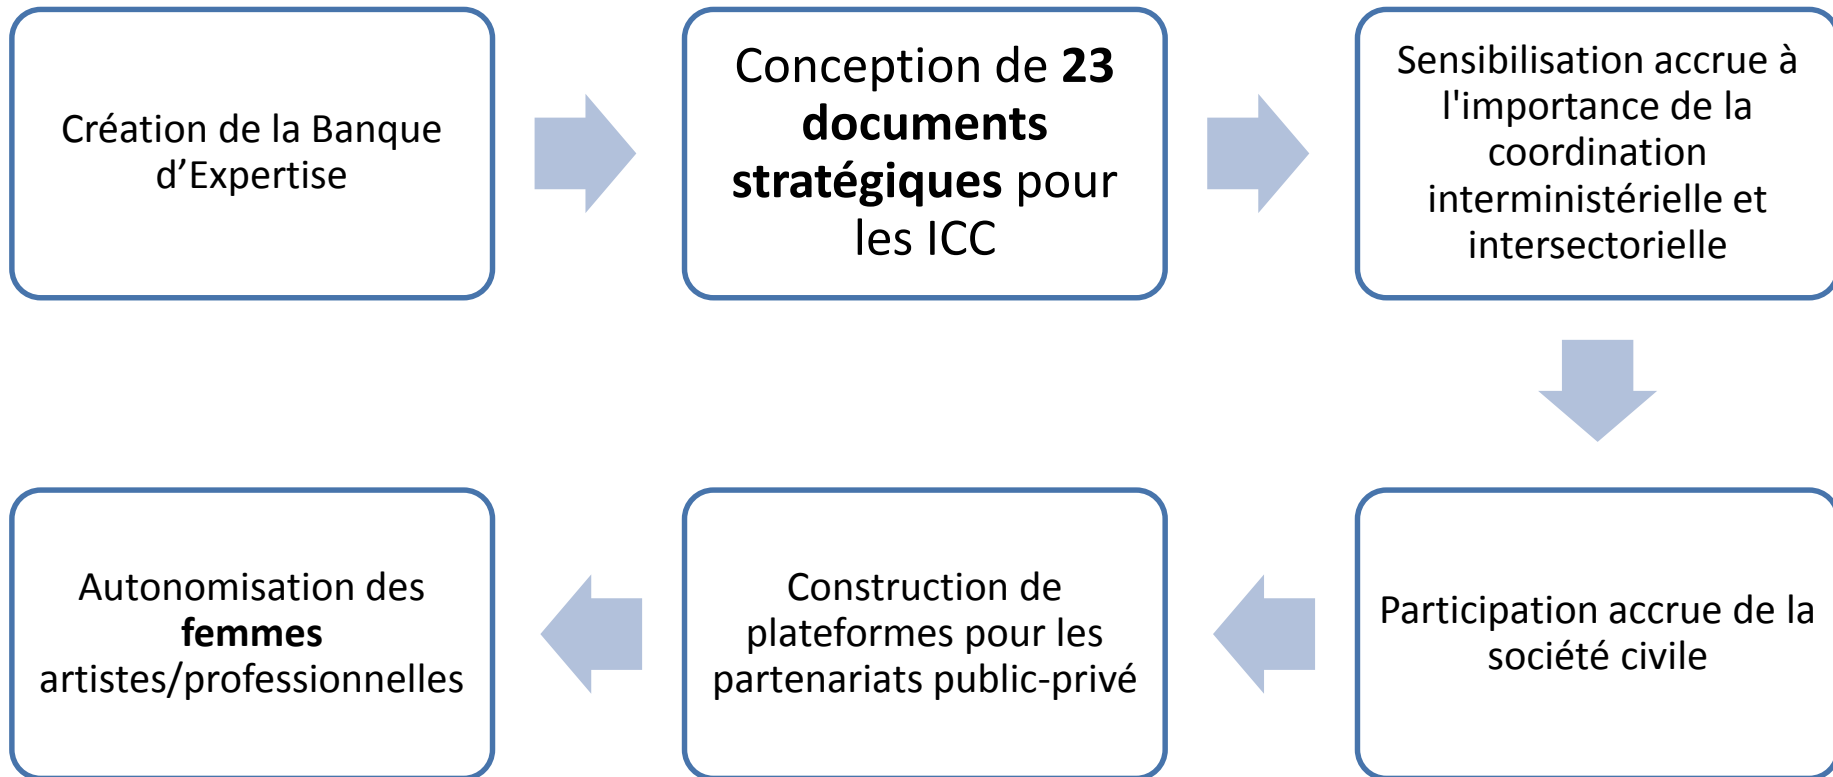 Création de la Banque
d’Expertise
Conception de 23
documents
stratégiques pour
les ICC
Sensibilisation accrue à
l'importance de la
coordination
interministérielle et
intersectorielle
Participation accrue de la
société civile
Construction de
plateformes pour les
partenariats public-privé
Autonomisation des
femmes
artistes/professionnelles